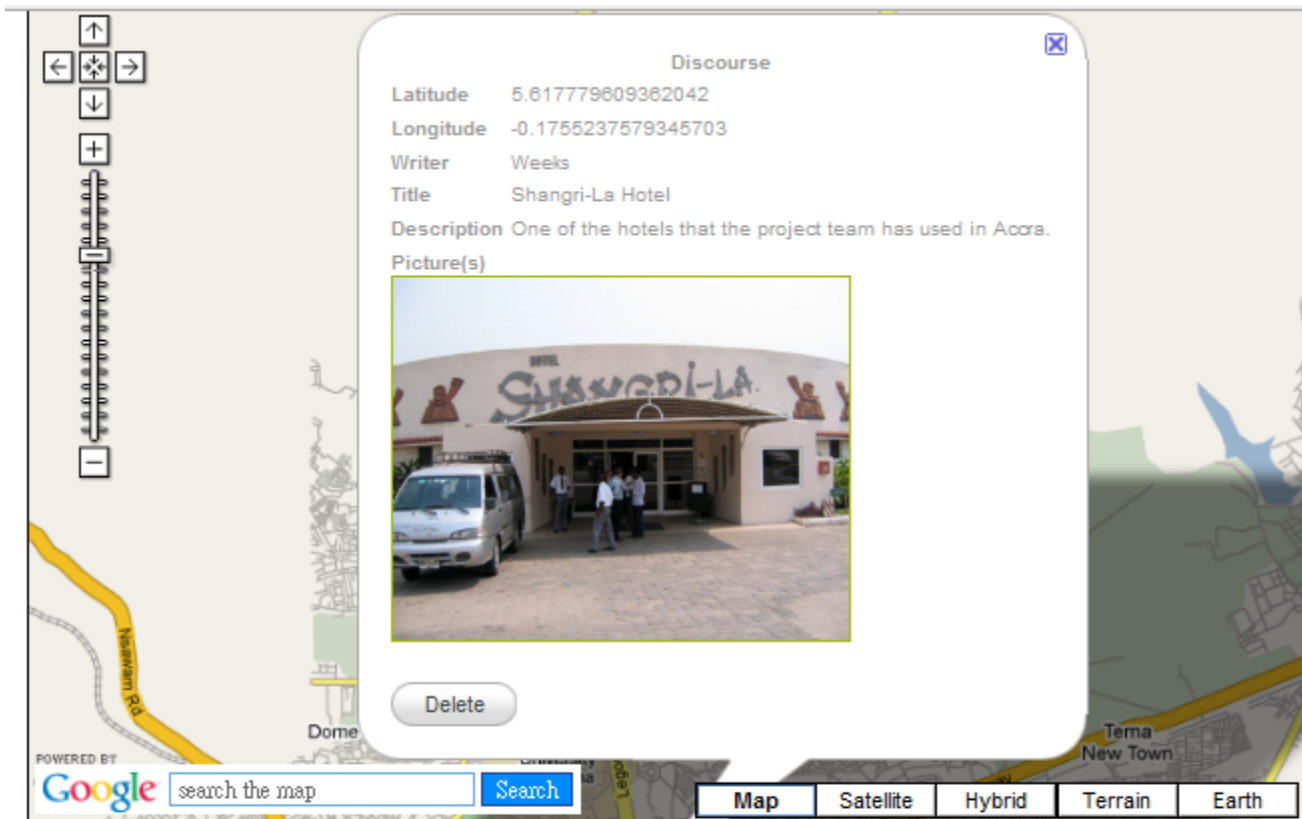 Discourse
Latitude 5.617779609362042
Longitude -0.1755237579345703
Writer Weeks
Title Shangri-La Hotel
Description One of the hotels that the project team has used in Accra.
Picture(s)
HOTEL
SHANGRI-LA
Delete
Nsawam Rd
Dome
Tema
New Town
POWERED BY
Google search the map Search
Map Satellite Hybrid Terrain Earth